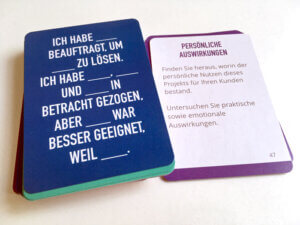 ICH HABE ____
BEAUFTRAGT, UM
____ ZU LÖSEN.
ICH HABE ____, ____
UND ____ IN
BETRACHT GEZOGEN,
ABER ____ WAR
BESSER GEEIGNET,
WEIL ____.
PERSÖNLICHE
AUSWIRKUNGEN
Finden Sie heraus, worin der
persönliche Nutzen dieses
Projekts für Ihren Kunden
bestand.
Untersuchen Sie praktische
sowie emotionale
Auswirkungen.
47